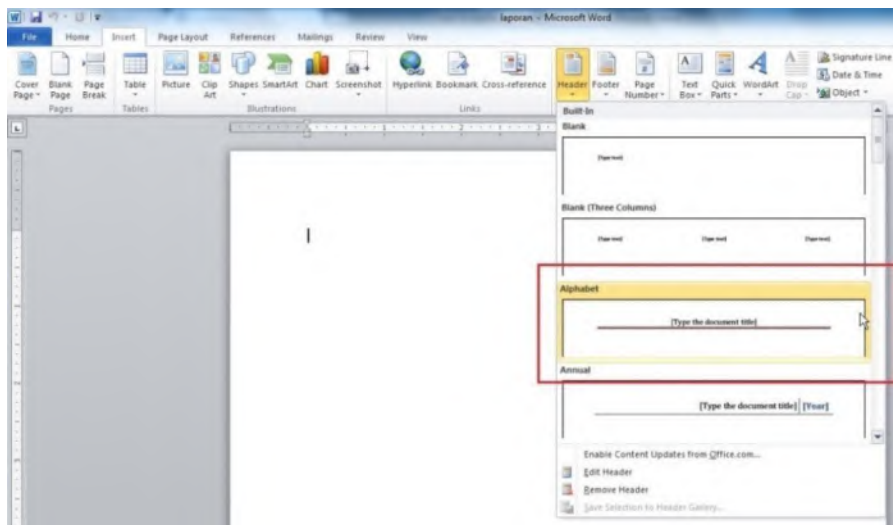 laporan - Microsoft Word
File Home Insert Page Layout References Mailings Review View
Cover Page Blank Page Page Break Table Picture Clip Art Shapes SmartArt Chart Screenshot Hyperlink Bookmark Cross-reference Header Footer Page Number Text Box Quick Parts WordArt Drop Cap Signature Line
Date & Time
Object
Pages Tables Illustrations Links
Built-In
Blank
[Type text]
Blank (Three Columns)
[Type text] [Type text] [Type text]
Alphabet
[Type the document title]
Annual
[Type the document title] [Year]
Enable Content Updates from Office.com...
Edit Header
Remove Header
Save Selection to Header Gallery...